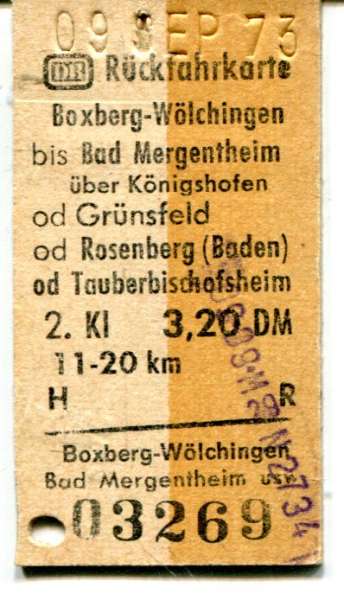 09 SEP 73
DB Rückfahrkarte
Boxberg-Wölchingen
bis Bad Mergentheim
über Königshofen
od Grünsfeld
od Rosenberg (Baden)
od Tauberbischofsheim
2. Kl 3,20 DM
11-20 km
H R
Boxberg-Wölchingen
Bad Mergentheim usw
03269